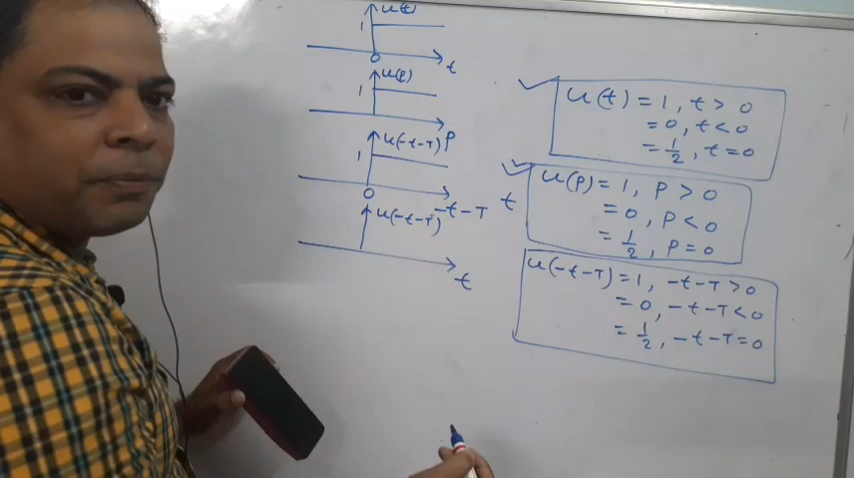 u(t)
1
0
t
u(p)
1
p
u(-t-T)
1
0
-t-T
u(-t-T)
t
t
u(t) = 1, t > 0
= 0, t < 0
= 1/2, t = 0
u(p) = 1, p > 0
= 0, p < 0
= 1/2, p = 0
u(-t-T) = 1, -t-T > 0
= 0, -t-T < 0
= 1/2, -t-T = 0